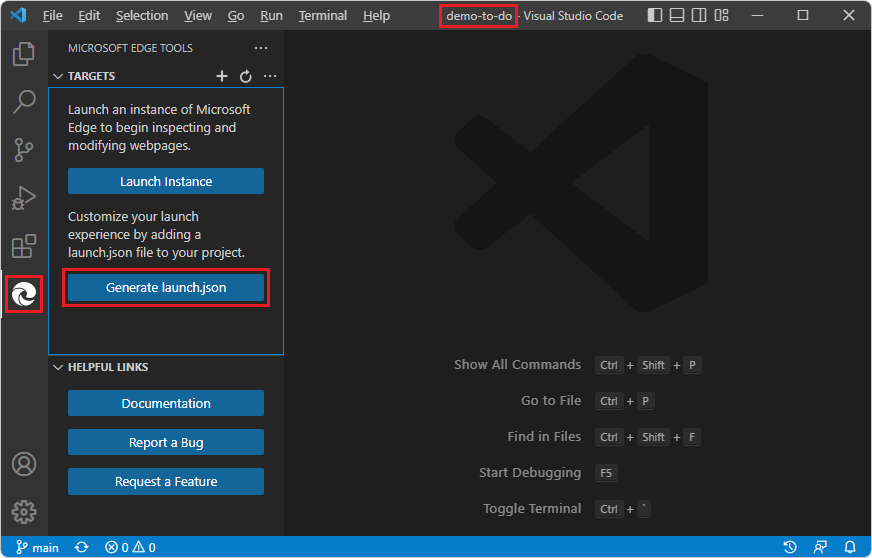 File Edit Selection View Go Run Terminal Help demo-to-do - Visual Studio Code
MICROSOFT EDGE TOOLS
TARGETS
Launch an instance of Microsoft
Edge to begin inspecting and
modifying webpages.
Launch Instance
Customize your launch
experience by adding a
launch.json file to your project.
Generate launch.json
HELPFUL LINKS
Documentation
Report a Bug
Request a Feature
Show All Commands Ctrl + Shift + P
Go to File Ctrl + P
Find in Files Ctrl + Shift + F
Start Debugging F5
Toggle Terminal Ctrl + `
main 0 0